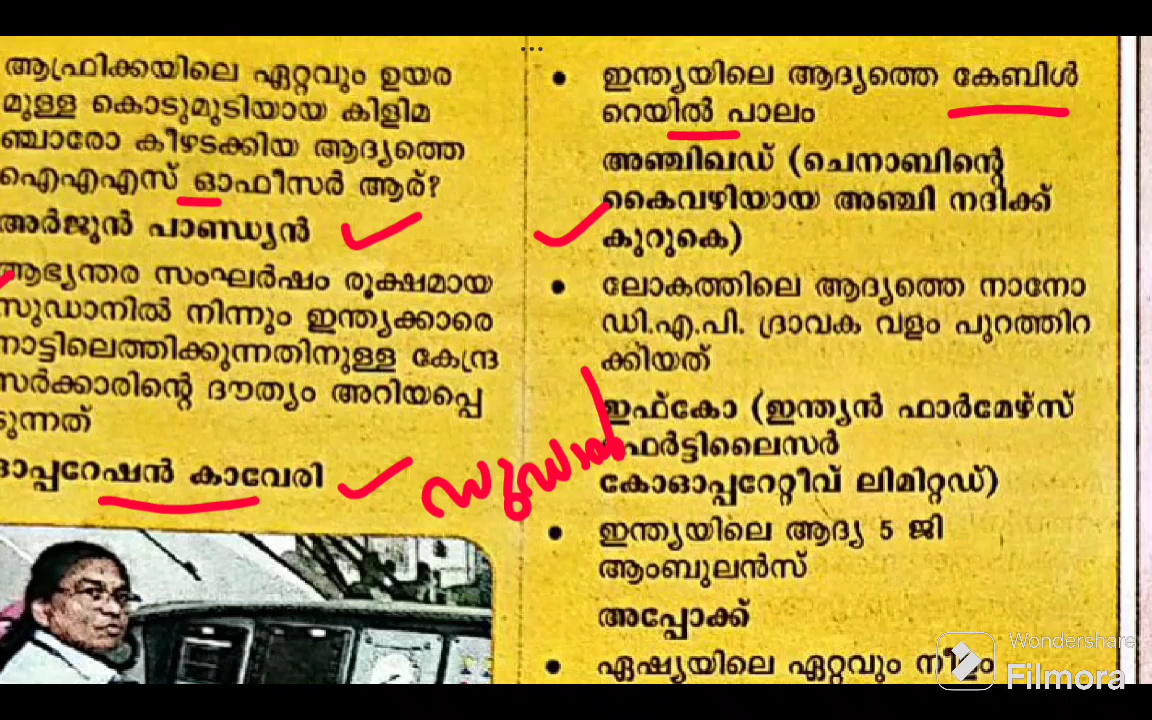 ആഫ്രിക്കയിലെ ഏറ്റവും ഉയര
മുള്ള കൊടുമുടിയായ കിളിമ
ഞ്ചാരോ കീഴടക്കിയ ആദ്യത്തെ
ഐഎഎസ് ഓഫീസർ ആര്?
അർജുൻ പാണ്ഡ്യൻ
ആഭ്യന്തര സംഘർഷം രൂക്ഷമായ
സുഡാനിൽ നിന്നും ഇന്ത്യക്കാരെ
നാട്ടിലെത്തിക്കുന്നതിനുള്ള കേന്ദ്ര
സർക്കാരിന്റെ ദൗത്യം അറിയപ്പെ
ടുന്നത്
ഓപ്പറേഷൻ കാവേരി
സുഡാൻ
• ഇന്ത്യയിലെ ആദ്യത്തെ കേബിൾ
റെയിൽ പാലം
അഞ്ചിഖഡ് (ചെനാബിന്റെ
കൈവഴിയായ അഞ്ചി നദിക്ക്
കുറുകെ)
• ലോകത്തിലെ ആദ്യത്തെ നാനോ
ഡി.എ.പി. ദ്രാവക വളം പുറത്തിറ
ക്കിയത്
ഇഫ്കോ (ഇന്ത്യൻ ഫാർമേഴ്സ്
ഫെർട്ടിലൈസർ
കോഓപ്പറേറ്റീവ് ലിമിറ്റഡ്)
• ഇന്ത്യയിലെ ആദ്യ 5 ജി
ആംബുലൻസ്
അപ്പോക്ക്
• ഏഷ്യയിലെ ഏറ്റവും നീളം
Wondershare
Filmora